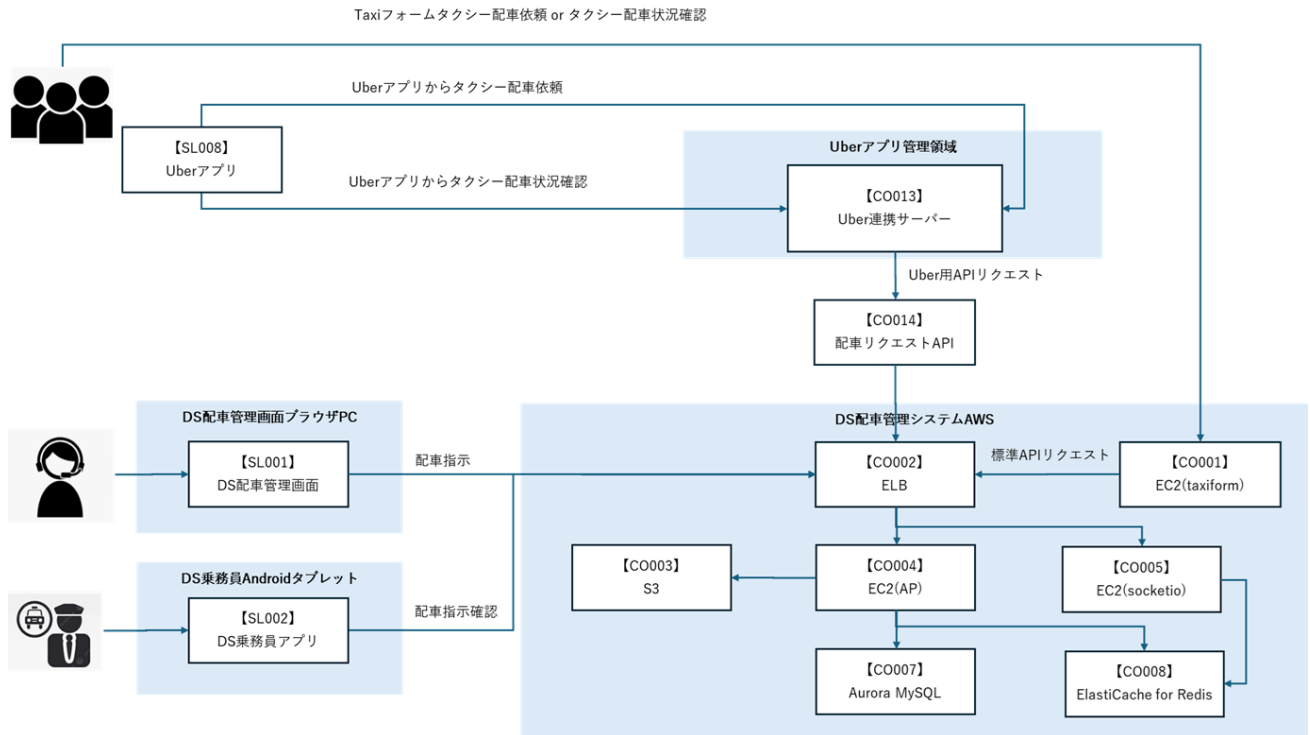 Taxiフォームタクシー配車依頼 or タクシー配車状況確認
Uberアプリからタクシー配車依頼
【SL008】
Uberアプリ
Uberアプリからタクシー配車状況確認
Uberアプリ管理領域
【CO013】
Uber連携サーバー
Uber用APIリクエスト
【CO014】
配車リクエストAPI
DS配車管理画面ブラウザPC
【SL001】
DS配車管理画面
配車指示
DS配車管理システムAWS
【CO002】
ELB
標準APIリクエスト
【CO001】
EC2(taxiform)
【CO003】
S3
【CO004】
EC2(AP)
【CO005】
EC2(socketio)
DS乗務員Androidタブレット
【SL002】
DS乗務員アプリ
配車指示確認
【CO007】
Aurora MySQL
【CO008】
ElastiCache for Redis